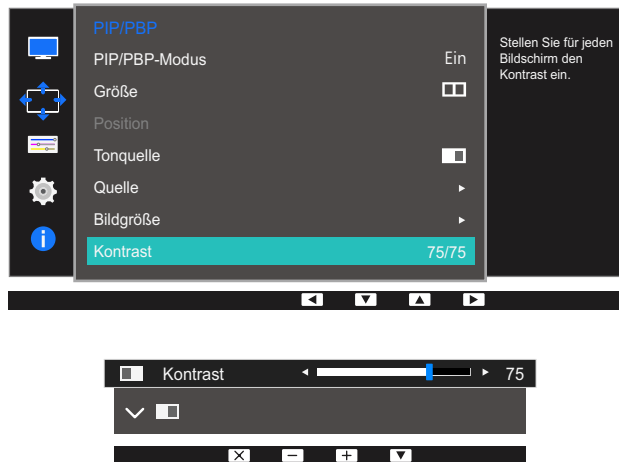 PIP/PBP
PIP/PBP-Modus Ein
Größe
Position
Tonquelle
Quelle
Bildgröße
Kontrast 75/75
Stellen Sie für jeden
Bildschirm den
Kontrast ein.
Kontrast 75